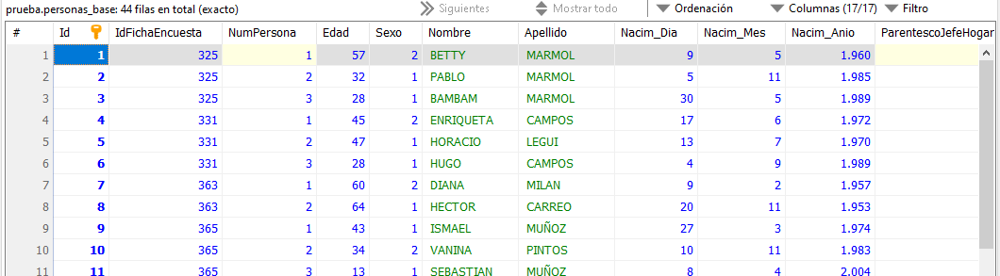 prueba.personas_base: 44 filas en total (exacto) Siguientes Mostrar todo Ordenación Columnas (17/17) Filtro
# Id IdFichaEncuesta NumPersona Edad Sexo Nombre Apellido Nacim_Dia Nacim_Mes Nacim_Anio ParentescoJefeHogar
1 1 325 1 57 2 BETTY MARMOL 9 5 1.960
2 2 325 2 32 1 PABLO MARMOL 5 11 1.985
3 3 325 3 28 1 BAMBAM MARMOL 30 5 1.989
4 4 331 1 45 2 ENRIQUETA CAMPOS 17 6 1.972
5 5 331 2 47 1 HORACIO LEGUI 13 7 1.970
6 6 331 3 28 1 HUGO CAMPOS 4 9 1.989
7 7 363 1 60 2 DIANA MILAN 9 2 1.957
8 8 363 2 64 1 HECTOR CARREO 20 11 1.953
9 9 365 1 43 1 ISMAEL MUÑOZ 27 3 1.974
10 10 365 2 34 2 VANINA PINTOS 10 11 1.983
11 11 365 3 13 1 SEBASTIAN MUÑOZ 8 4 2.004